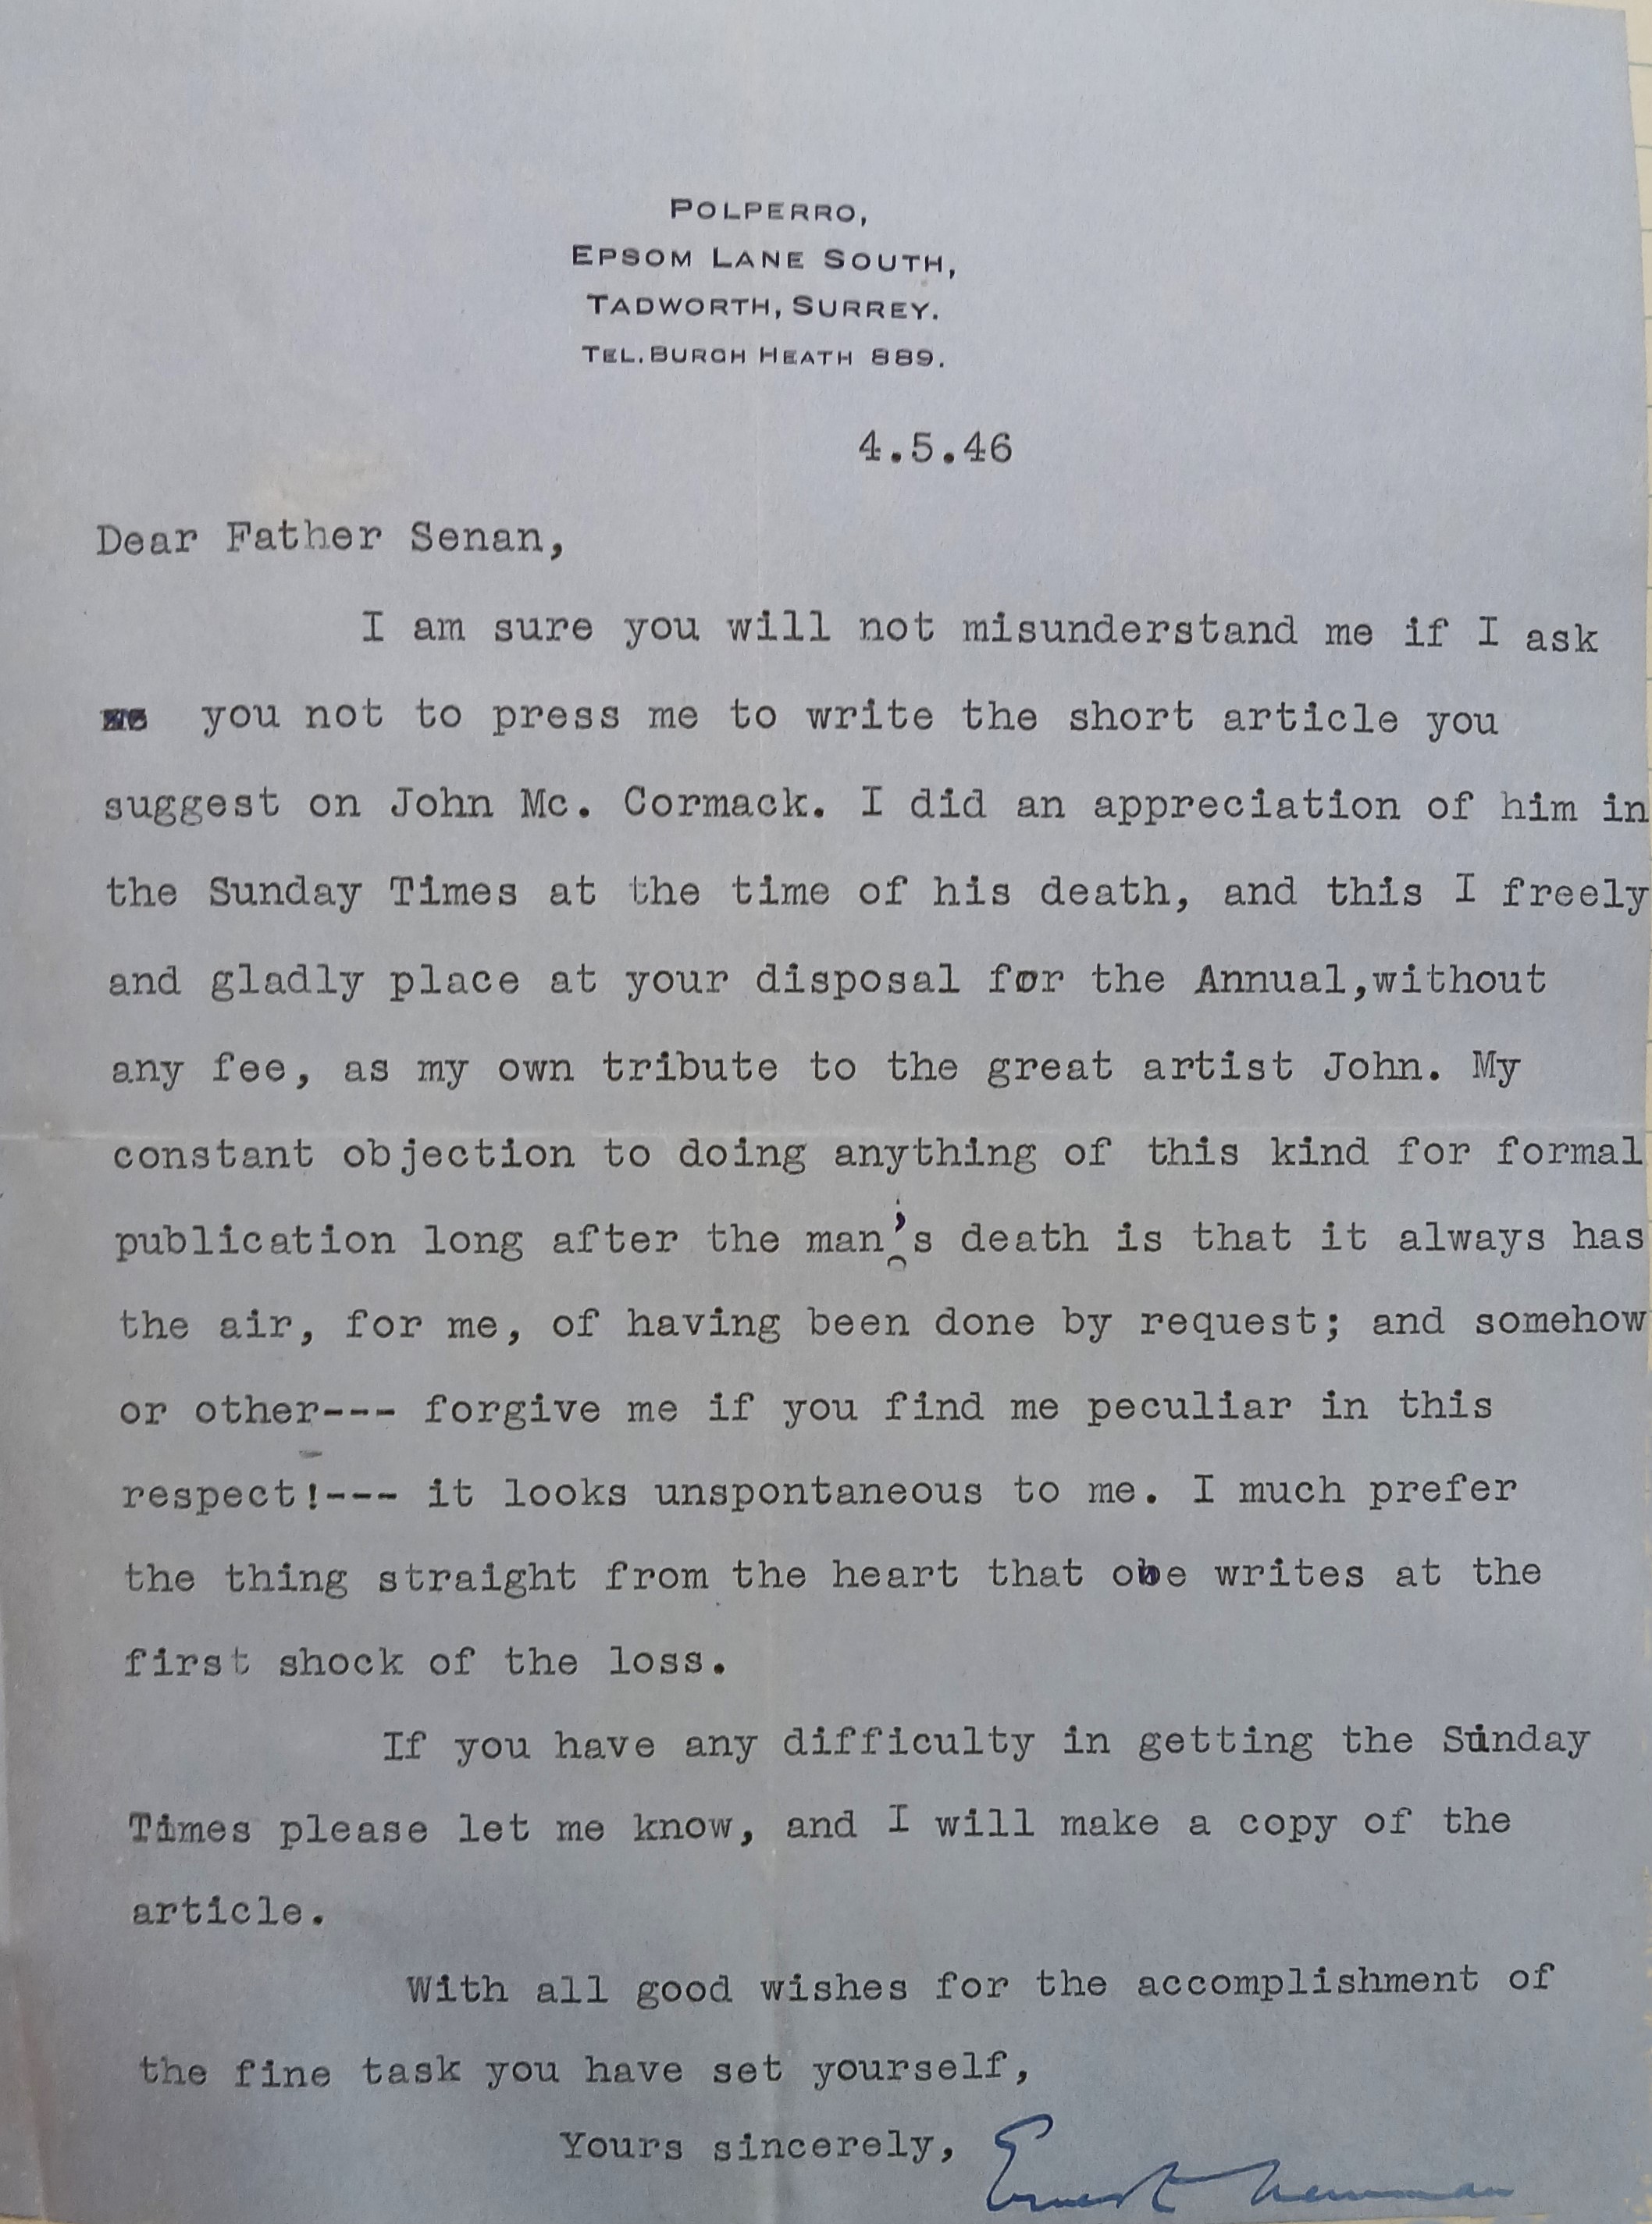 POLPERRO,
EPSOM LANE SOUTH,
TADWORTH, SURREY.
TEL. BURGH HEATH 889.
4.5.46
Dear Father Senan,
I am sure you will not misunderstand me if I ask
you not to press me to write the short article you
suggest on John Mc. Cormack. I did an appreciation of him in
the Sunday Times at the time of his death, and this I freely
and gladly place at your disposal for the Annual,without
any fee, as my own tribute to the great artist John. My
constant objection to doing anything of this kind for formal
publication long after the man's death is that it always has
the air, for me, of having been done by request; and somehow
or other--- forgive me if you find me peculiar in this
respect!--- it looks unspontaneous to me. I much prefer
the thing straight from the heart that one writes at the
first shock of the loss.
If you have any difficulty in getting the Sunday
Times please let me know, and I will make a copy of the
article.
With all good wishes for the accomplishment of
the fine task you have set yourself,
Yours sincerely, Ernest Newman